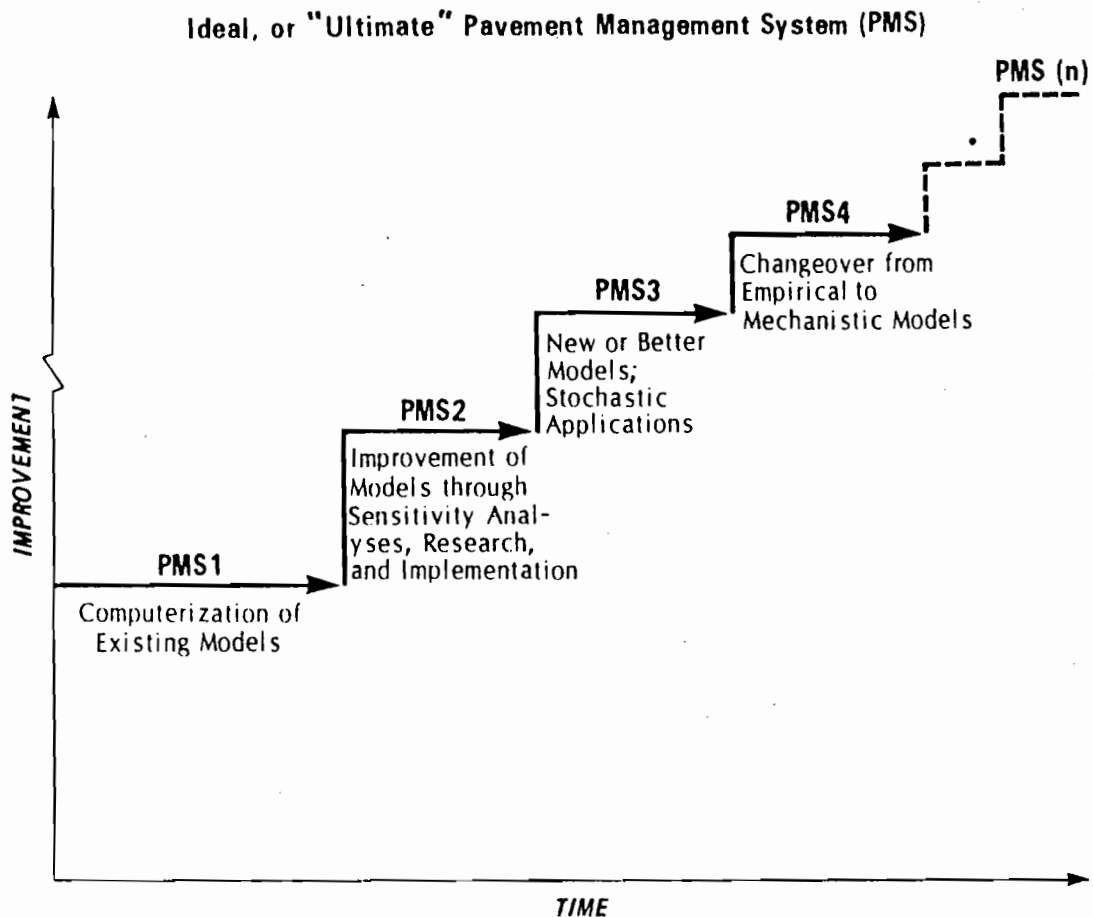 Ideal, or "Ultimate" Pavement Management System (PMS)
PMS (n)
PMS4
Changeover from
Empirical to
Mechanistic Models
PMS3
New or Better
Models;
Stochastic
Applications
PMS2
Improvement of
Models through
Sensitivity Anal-
yses, Research,
and Implementation
PMS1
Computerization of
Existing Models
IMPROVEMENT
TIME